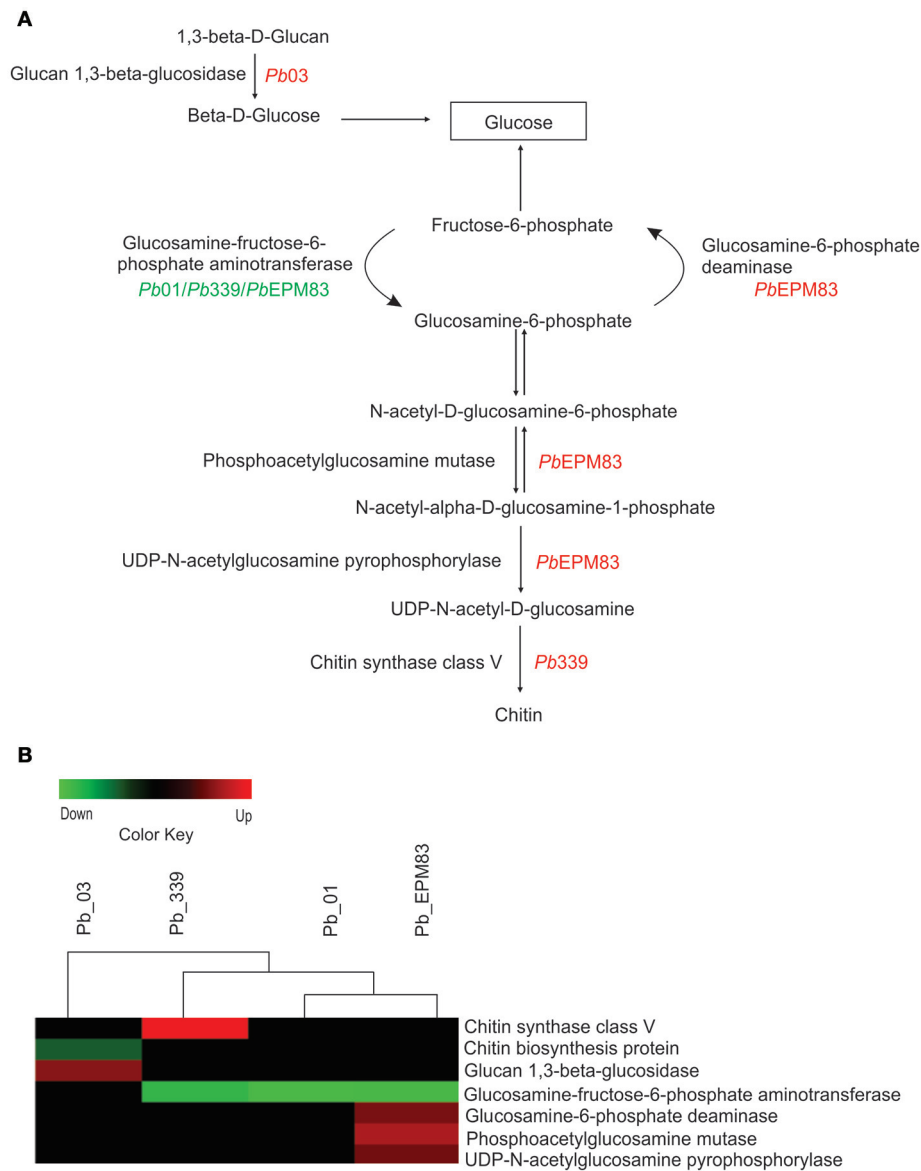 A
1,3-beta-D-Glucan
Glucan 1,3-beta-glucosidase Pb03
Beta-D-Glucose
Glucose
Fructose-6-phosphate
Glucosamine-fructose-6-
phosphate aminotransferase
Pb01/Pb339/PbEPM83
Glucosamine-6-phosphate
deaminase
PbEPM83
Glucosamine-6-phosphate
N-acetyl-D-glucosamine-6-phosphate
Phosphoacetylglucosamine mutase PbEPM83
N-acetyl-alpha-D-glucosamine-1-phosphate
UDP-N-acetylglucosamine pyrophosphorylase PbEPM83
UDP-N-acetyl-D-glucosamine
Chitin synthase class V Pb339
Chitin
B
Down Up
Color Key
Pb_03
Pb_339
Pb_01
Pb_EPM83
Chitin synthase class V
Chitin biosynthesis protein
Glucan 1,3-beta-glucosidase
Glucosamine-fructose-6-phosphate aminotransferase
Glucosamine-6-phosphate deaminase
Phosphoacetylglucosamine mutase
UDP-N-acetylglucosamine pyrophosphorylase